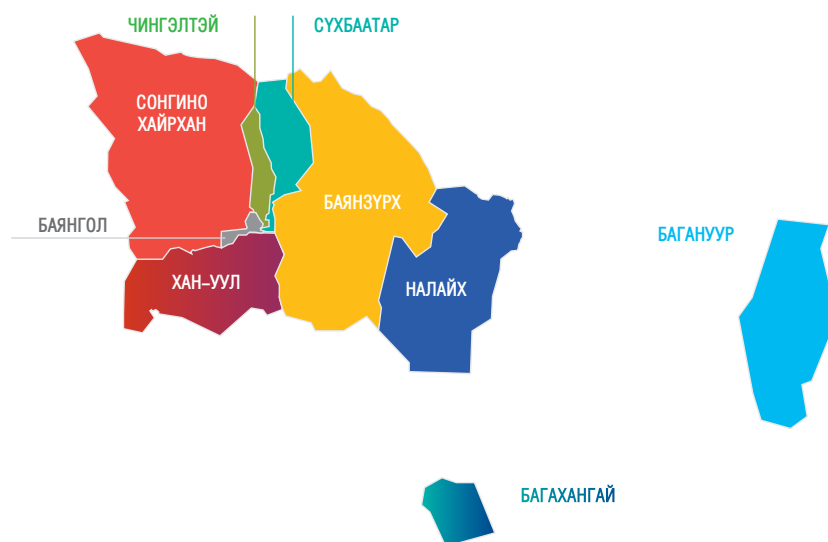 ЧИНГЭЛТЭЙ
СҮХБААТАР
СОНГИНО
ХАЙРХАН
БАЯНЗҮРХ
БАЯНГОЛ
БАГАНУУР
ХАН–УУЛ
НАЛАЙХ
БАГАХАНГАЙ